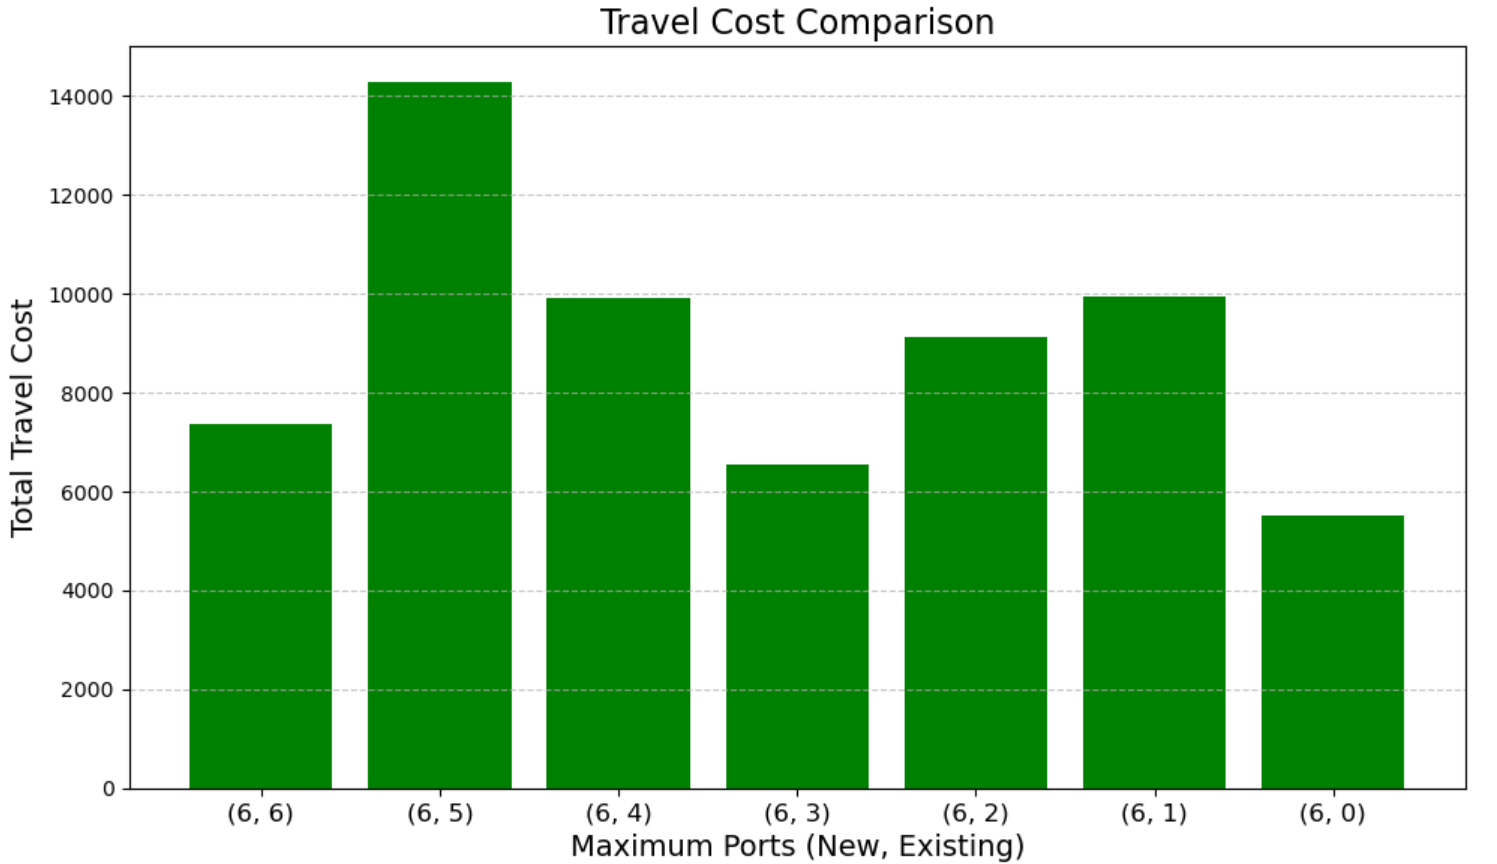 Travel Cost Comparison
14000
12000
10000
8000
6000
4000
2000
0
Total Travel Cost
(6, 6) (6, 5) (6, 4) (6, 3) (6, 2) (6, 1) (6, 0)
Maximum Ports (New, Existing)